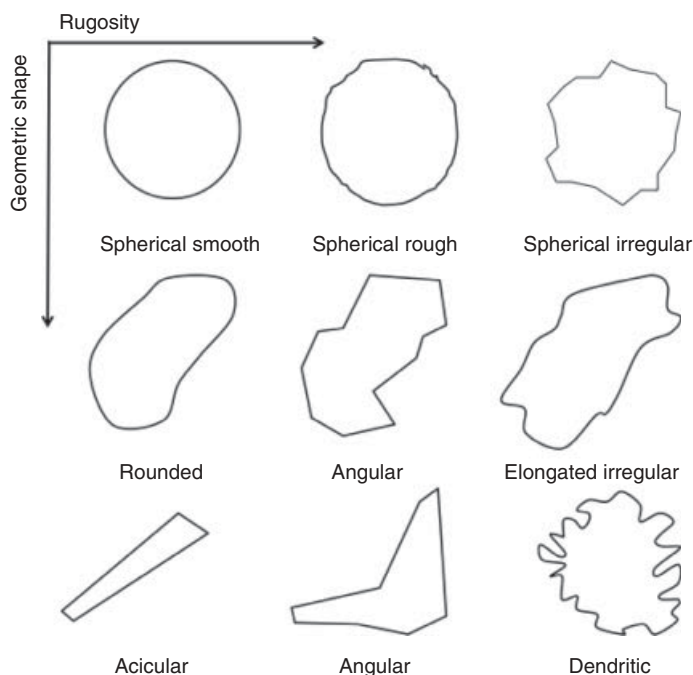 Rugosity
Geometric shape
Spherical smooth
Spherical rough
Spherical irregular
Rounded
Angular
Elongated irregular
Acicular
Angular
Dendritic